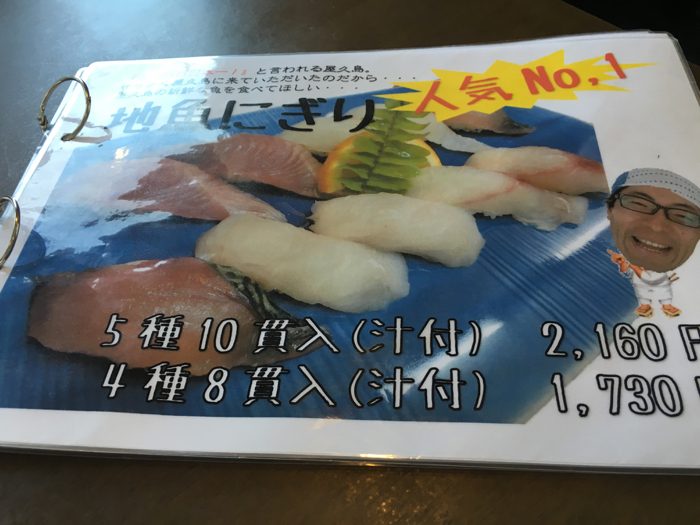 と言われる屋久島。
屋久島に来ていただいたのだから・・・
の新鮮な魚を食べてほしい・・・
人気No,1
地魚にぎり
5種10貫入(汁付) 2,160
4種8貫入(汁付) 1,730